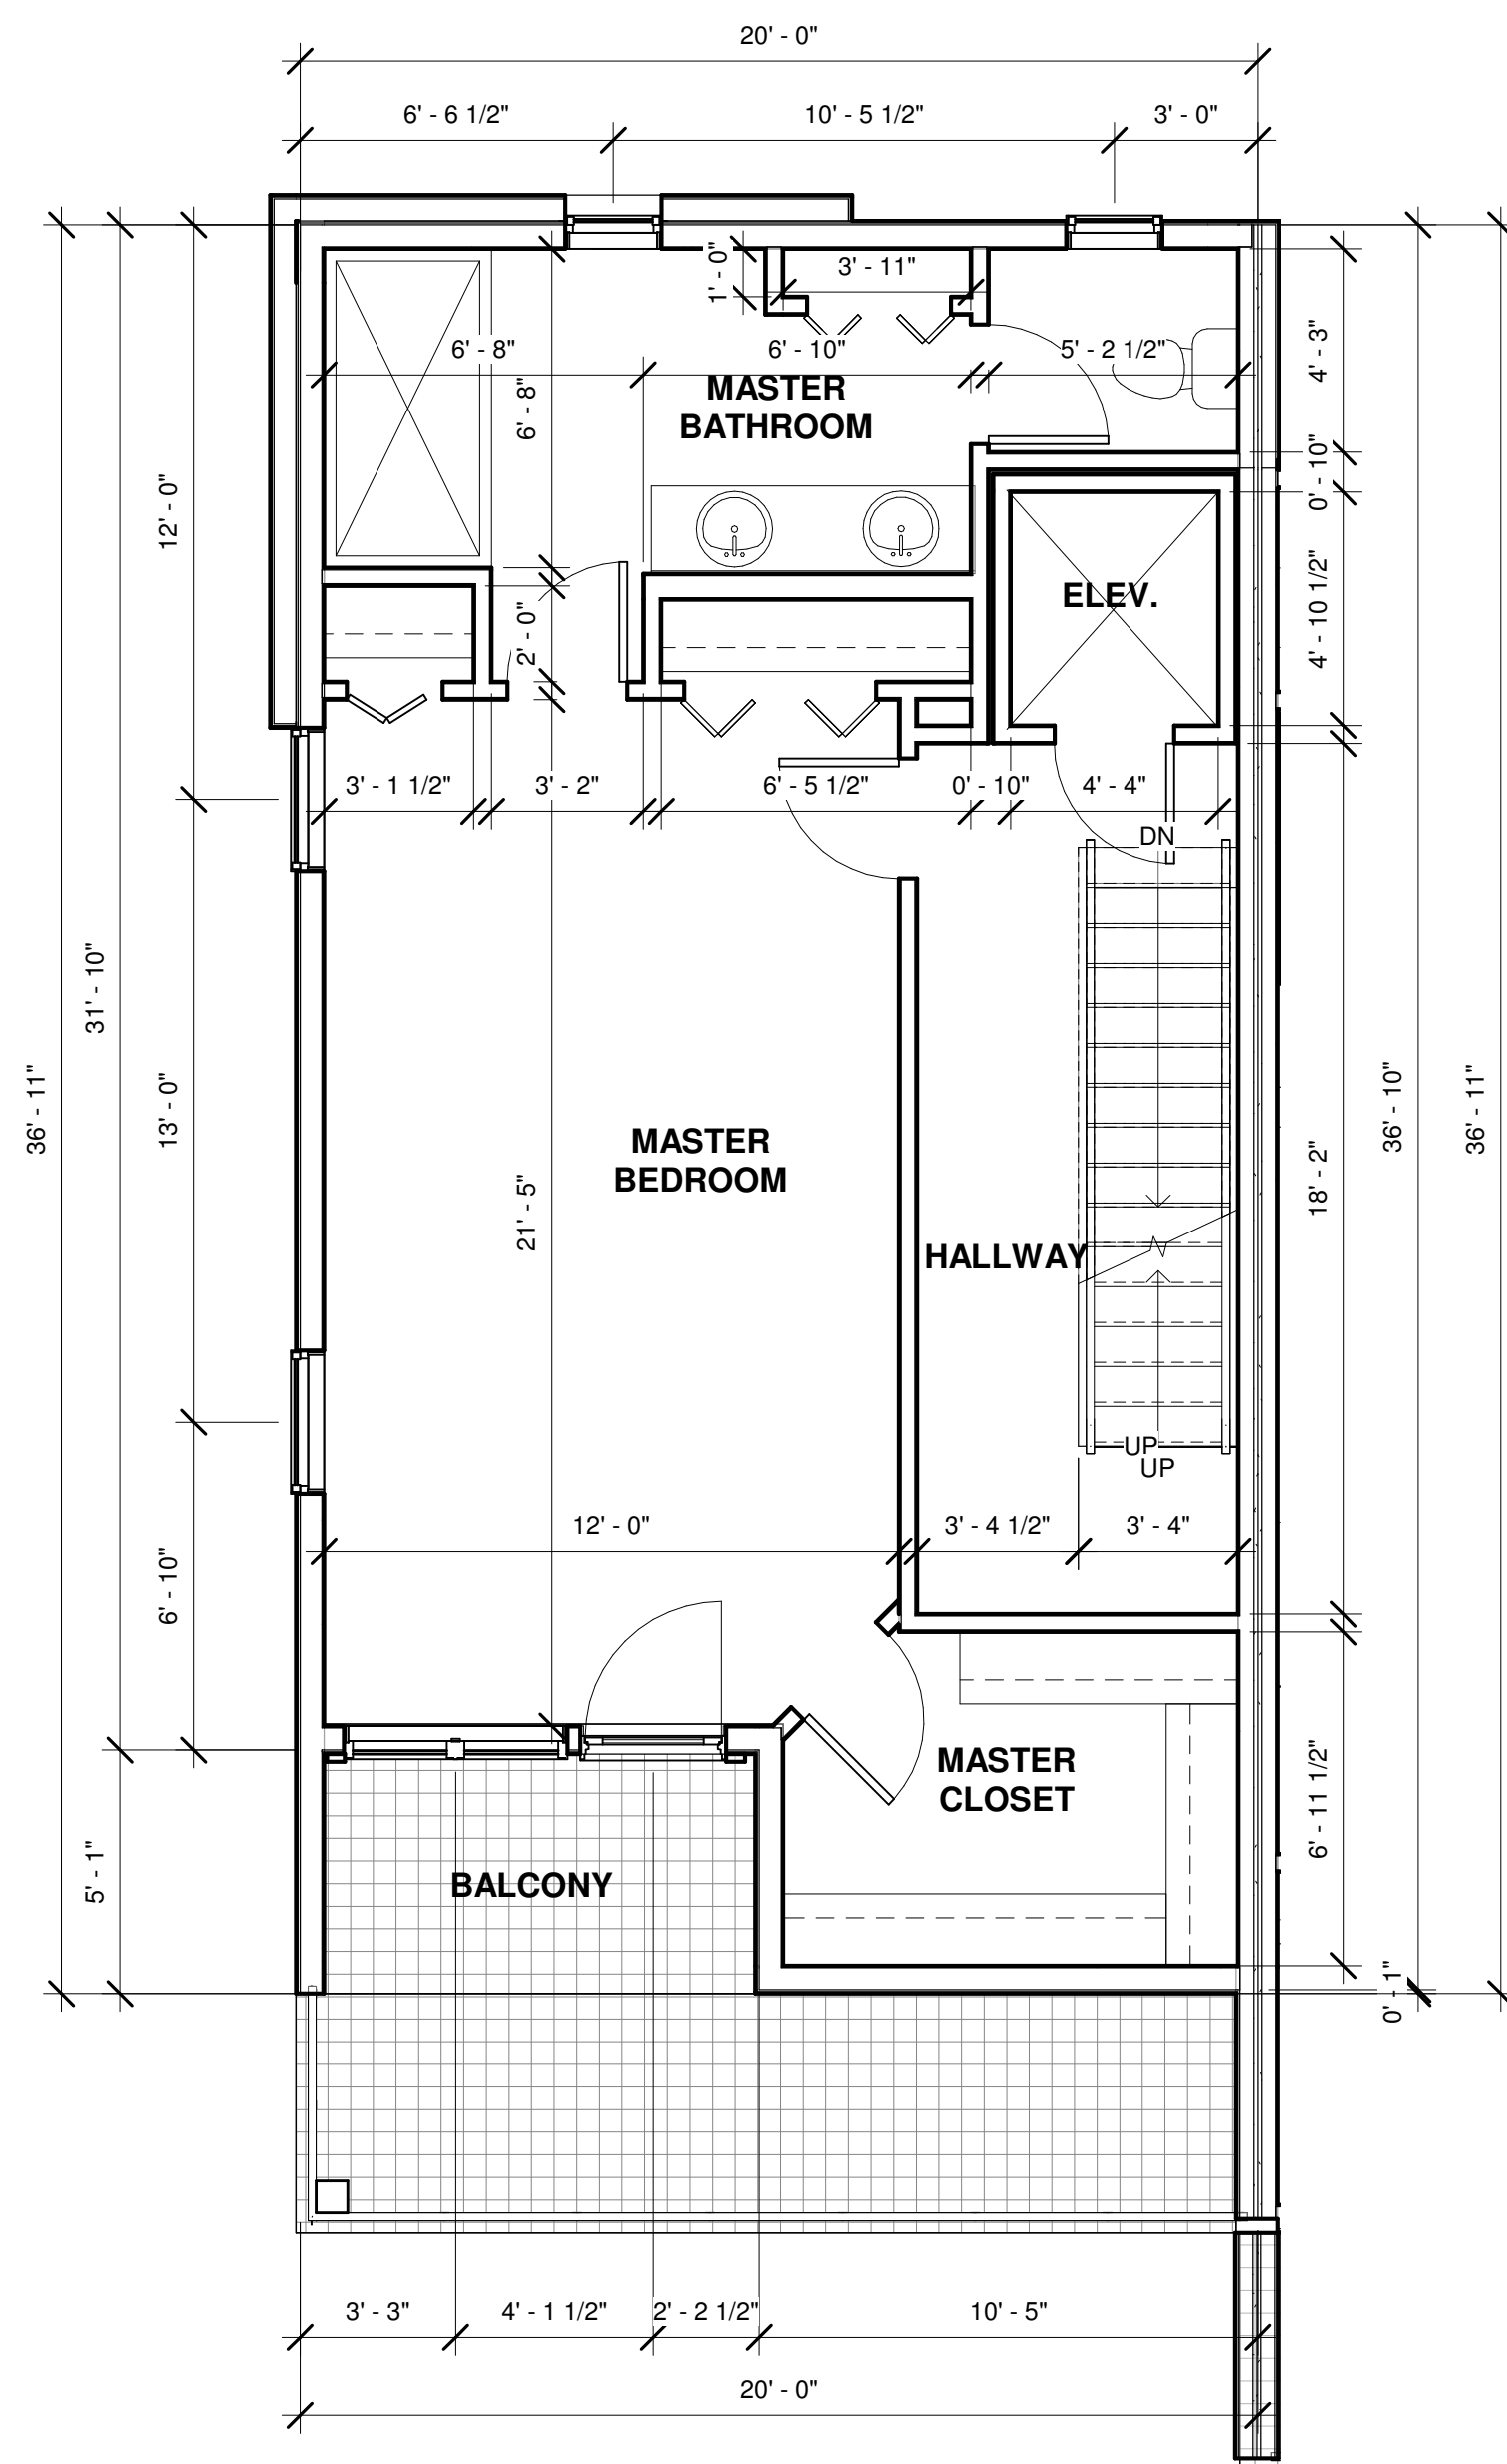 20' - 0"
6' - 6 1/2"
10' - 5 1/2"
3' - 0"
1' - 0"
3' - 11"
6' - 8"
6' - 10"
5' - 2 1/2"
4' - 3"
6' - 8"
MASTER
BATHROOM
0' - 10"
12' - 0"
ELEV.
4' - 10 1/2"
2' - 0"
3' - 1 1/2"
3' - 2"
6' - 5 1/2"
0' - 10"
4' - 4"
DN
31' - 10"
36' - 11"
13' - 0"
36' - 10"
36' - 11"
MASTER
BEDROOM
21' - 5"
18' - 2"
HALLWAY
UP
UP
12' - 0"
3' - 4 1/2"
3' - 4"
6' - 10"
MASTER
CLOSET
6' - 11 1/2"
5' - 1"
BALCONY
0' - 1"
3' - 3"
4' - 1 1/2"
2' - 2 1/2"
10' - 5"
20' - 0"